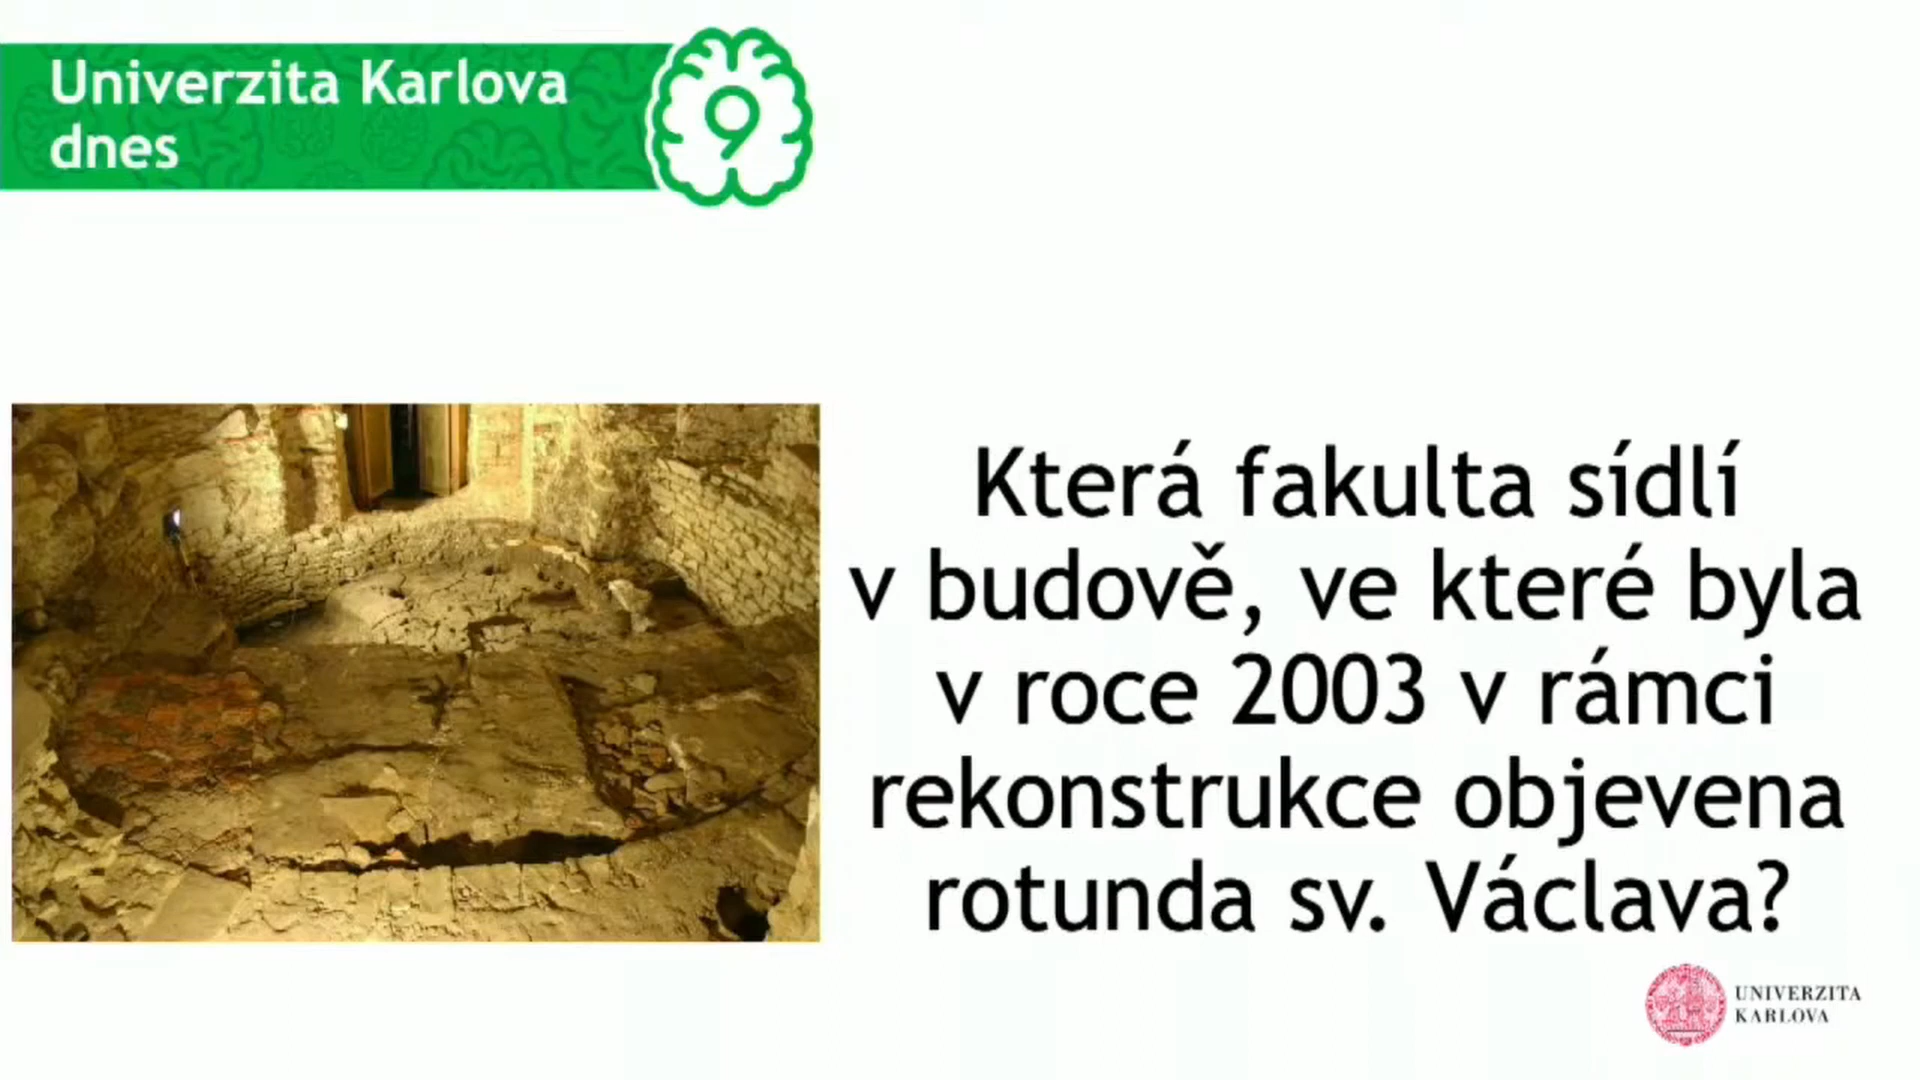 Univerzita Karlova
dnes
9
Která fakulta sídlí
v budově, ve které byla
v roce 2003 v rámci
rekonstrukce objevena
rotunda sv. Václava?
UNIVERZITA
KARLOVA